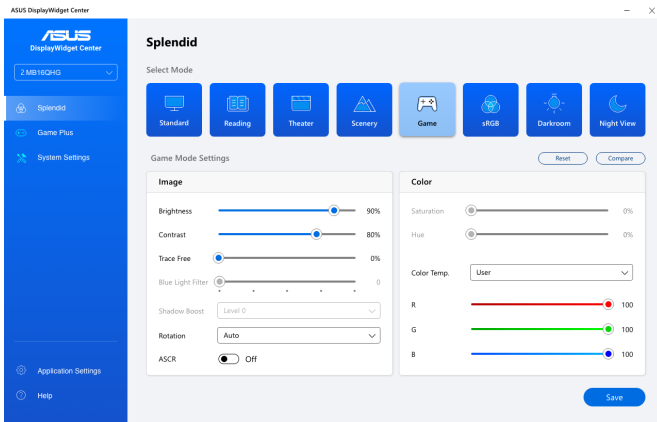 ASUS DisplayWidget Center
ASUS
DisplayWidget Center
2 MB16QHG
Splendid
Game Plus
System Settings
Application Settings
Help
Splendid
Select Mode
Standard
Reading
Theater
Scenery
Game
sRGB
Darkroom
Night View
Game Mode Settings
Reset
Compare
Image
Brightness 90%
Contrast 80%
Trace Free 0%
Blue Light Filter 0
Shadow Boost Level 0
Rotation Auto
ASCR Off
Color
Saturation 0%
Hue 0%
Color Temp. User
R 100
G 100
B 100
Save